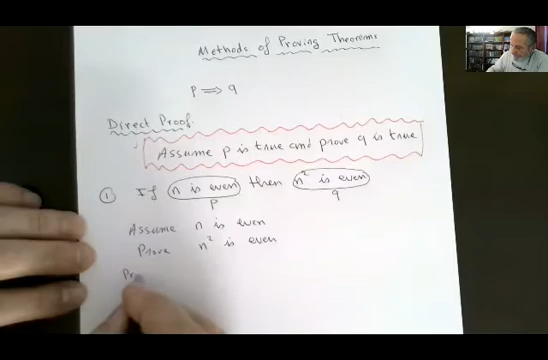 Methods of Proving Theorems
p ⟹ q
Direct Proof.
Assume p is true and prove q is true
① If n is even then n² is even
p q
Assume n is even
Prove n² is even
Pr